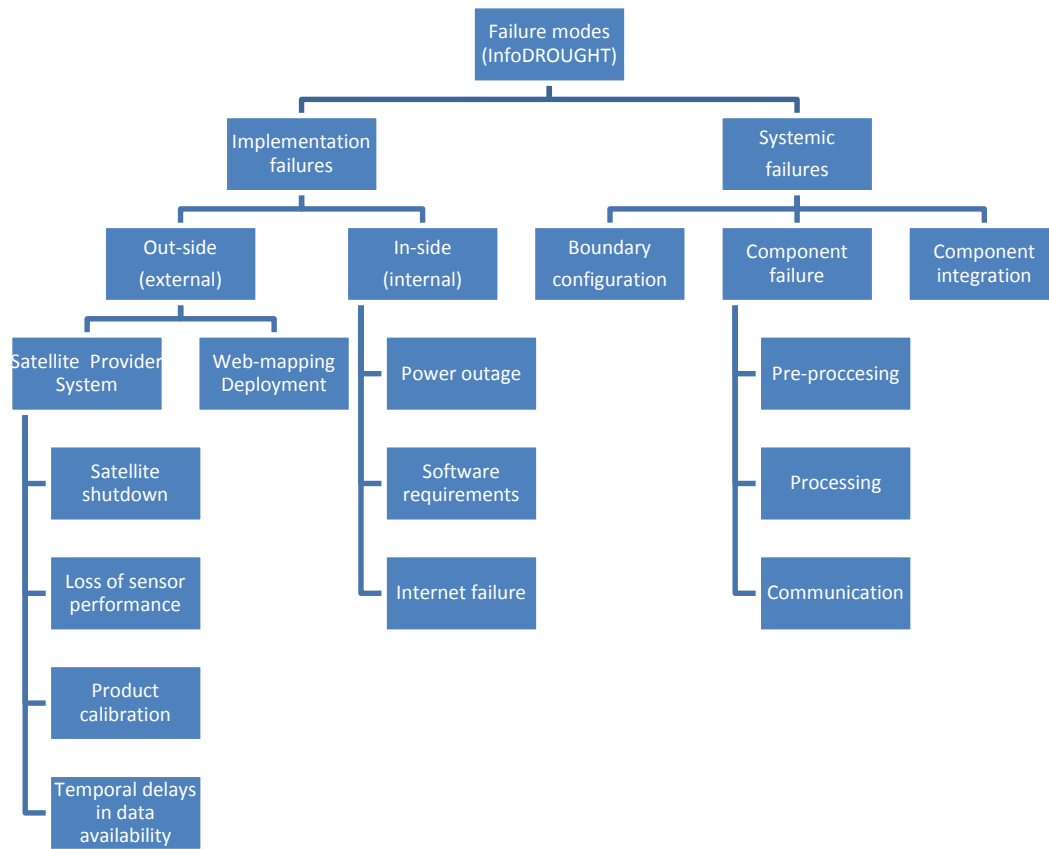 Failure modes
(InfoDROUGHT)
Implementation
failures
Systemic
failures
Out-side
(external)
In-side
(internal)
Boundary
configuration
Component
failure
Component
integration
Satellite Provider
System
Web-mapping
Deployment
Power outage
Pre-proccesing
Satellite
shutdown
Software
requirements
Processing
Loss of sensor
performance
Internet failure
Communication
Product
calibration
Temporal delays
in data
availability